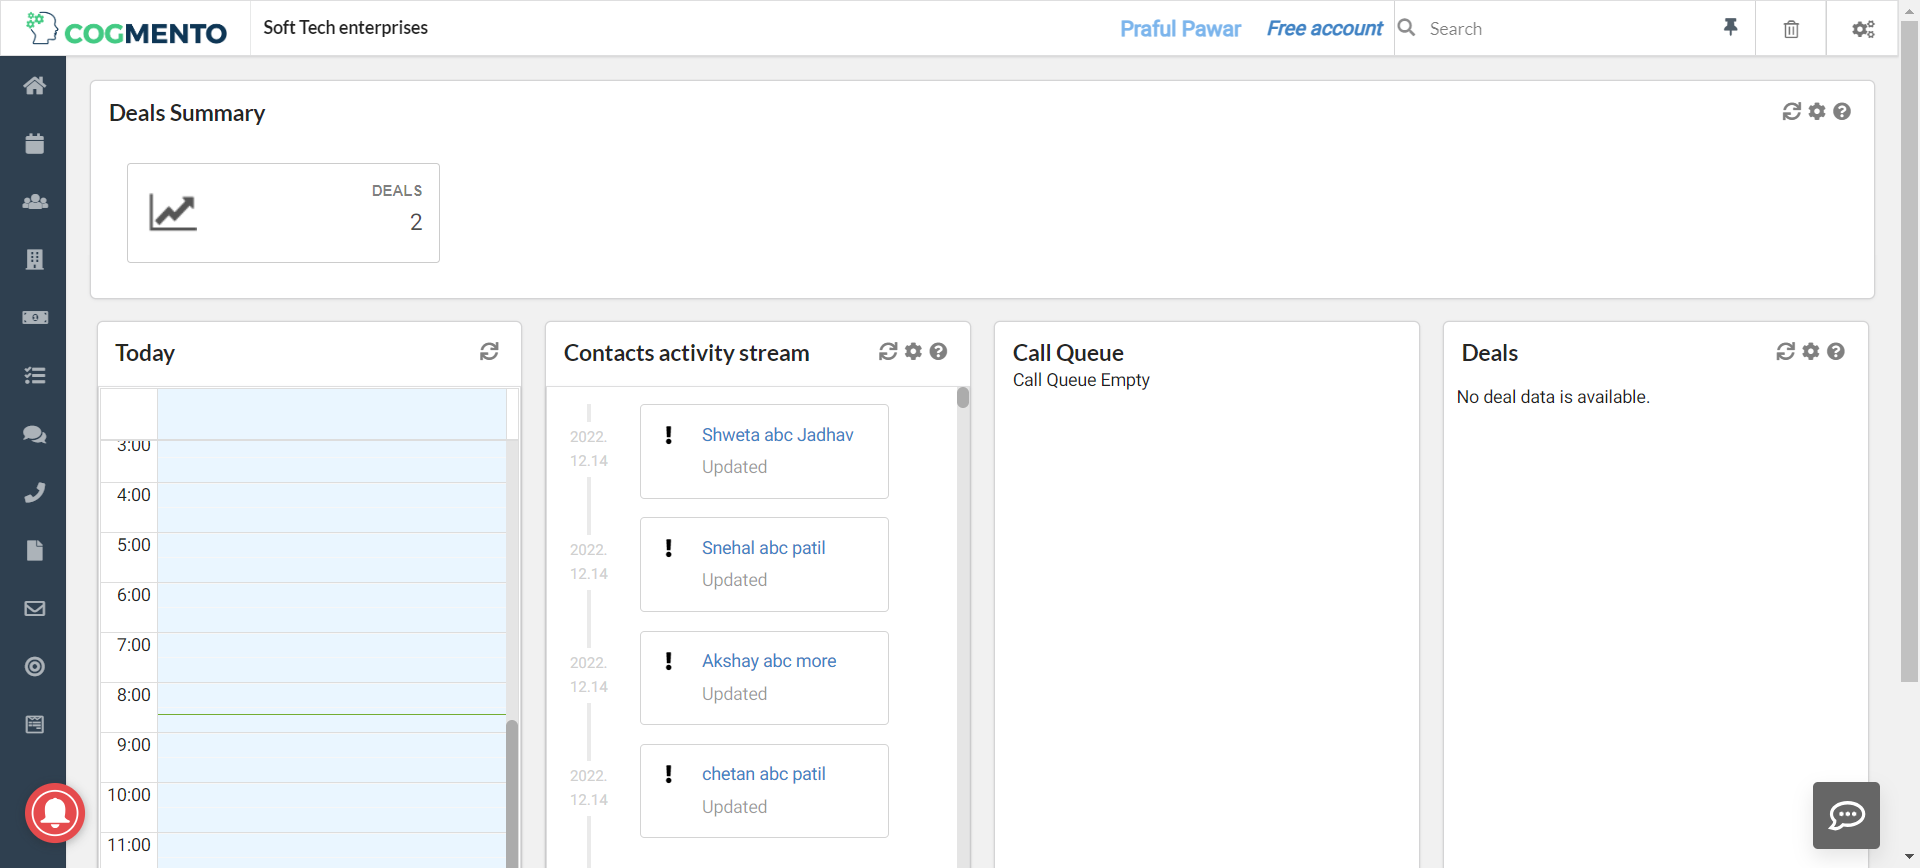 COGMENTO
Soft Tech enterprises
Praful Pawar
Free account
Search
Deals Summary
DEALS
2
Today
3:00
4:00
5:00
6:00
7:00
8:00
9:00
10:00
11:00
Contacts activity stream
2022.
12.14
Shweta abc Jadhav
Updated
2022.
12.14
Snehal abc patil
Updated
2022.
12.14
Akshay abc more
Updated
2022.
12.14
chetan abc patil
Updated
Call Queue
Call Queue Empty
Deals
No deal data is available.